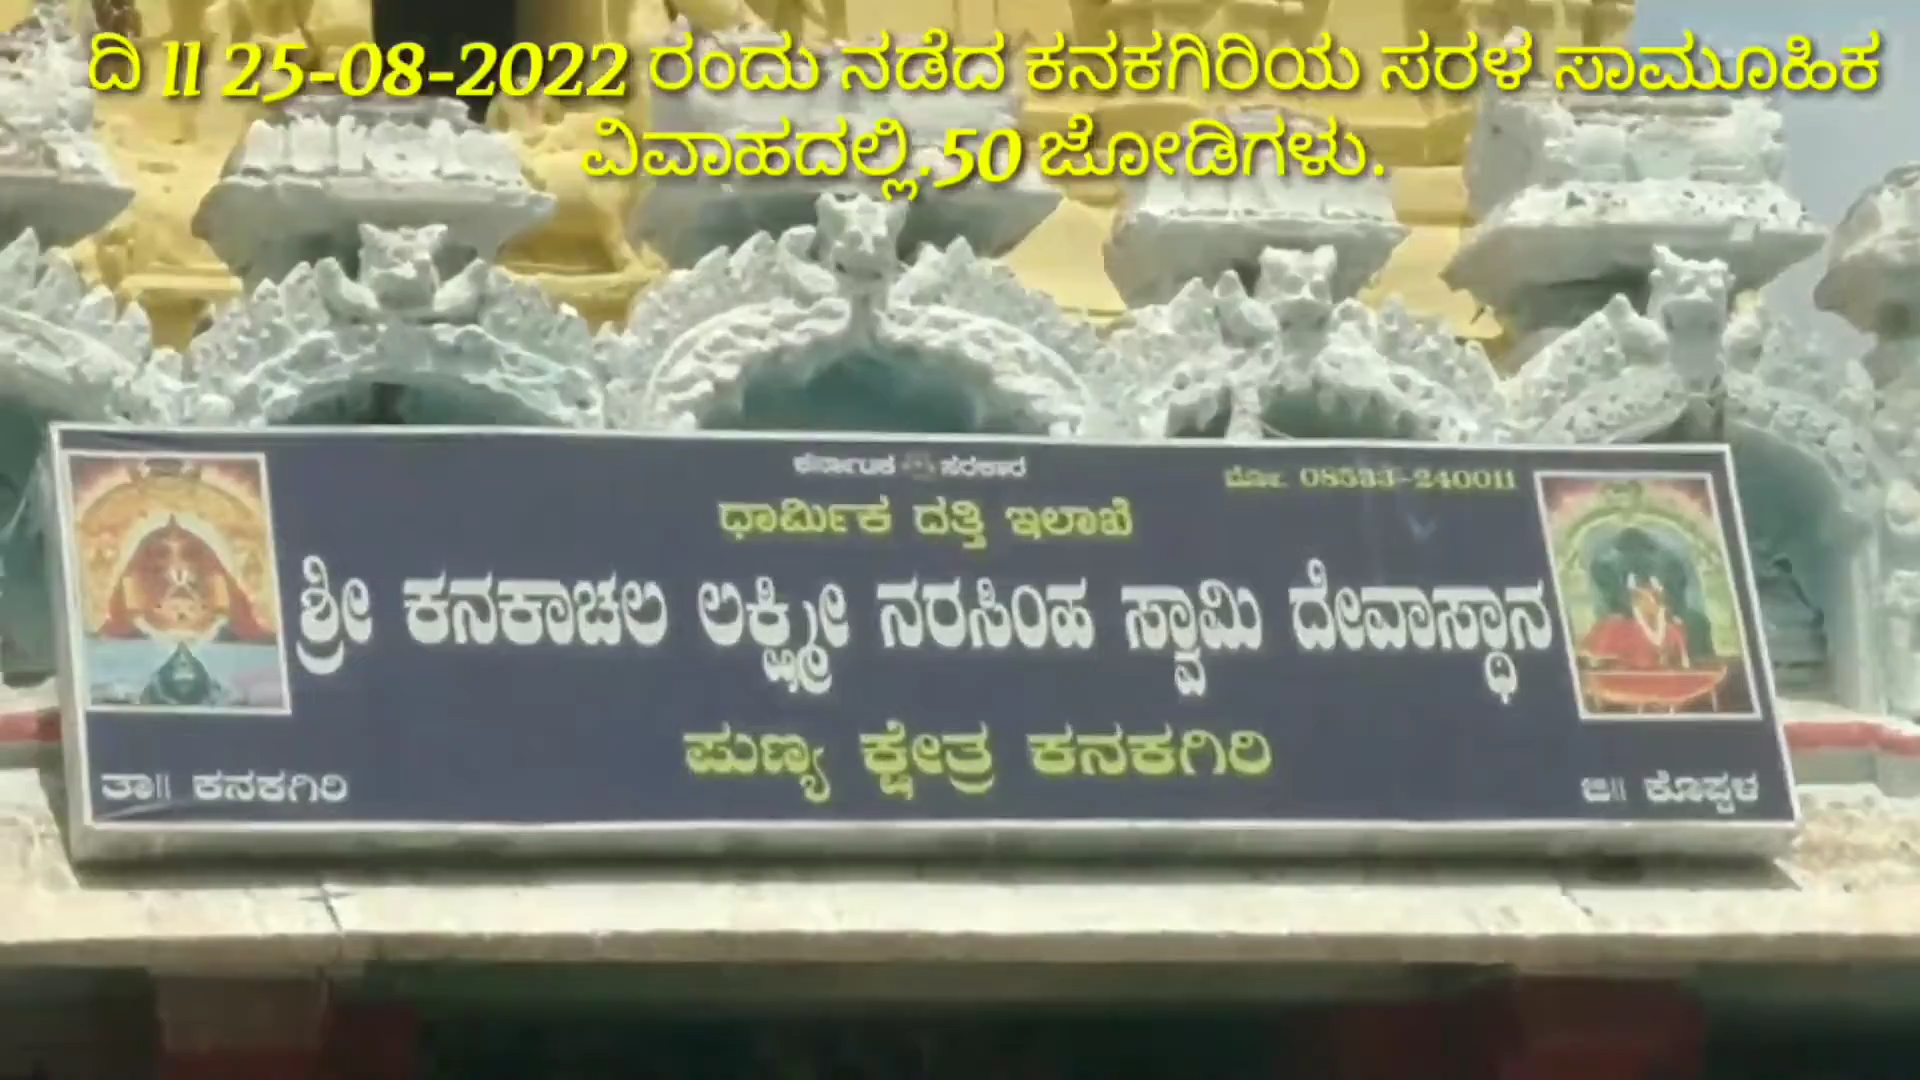 ದಿ ll 25-08-2022 ರಂದು ನಡೆದ ಕನಕಗಿರಿಯ ಸರಳ ಸಾಮೂಹಿಕ
ವಿವಾಹದಲ್ಲಿ.50 ಜೋಡಿಗಳು.
ಕರ್ನಾಟಕ ಸರಕಾರ
ಫೋ. 08533-240011
ಧಾರ್ಮಿಕ ದತ್ತಿ ಇಲಾಖೆ
ಶ್ರೀ ಕನಕಾಚಲ ಲಕ್ಷ್ಮೀ ನರಸಿಂಹ ಸ್ವಾಮಿ ದೇವಾಸ್ಥಾನ
ಪುಣ್ಯ ಕ್ಷೇತ್ರ ಕನಕಗಿರಿ
ತಾ|| ಕನಕಗಿರಿ
ಜಿ|| ಕೊಪ್ಪಳ